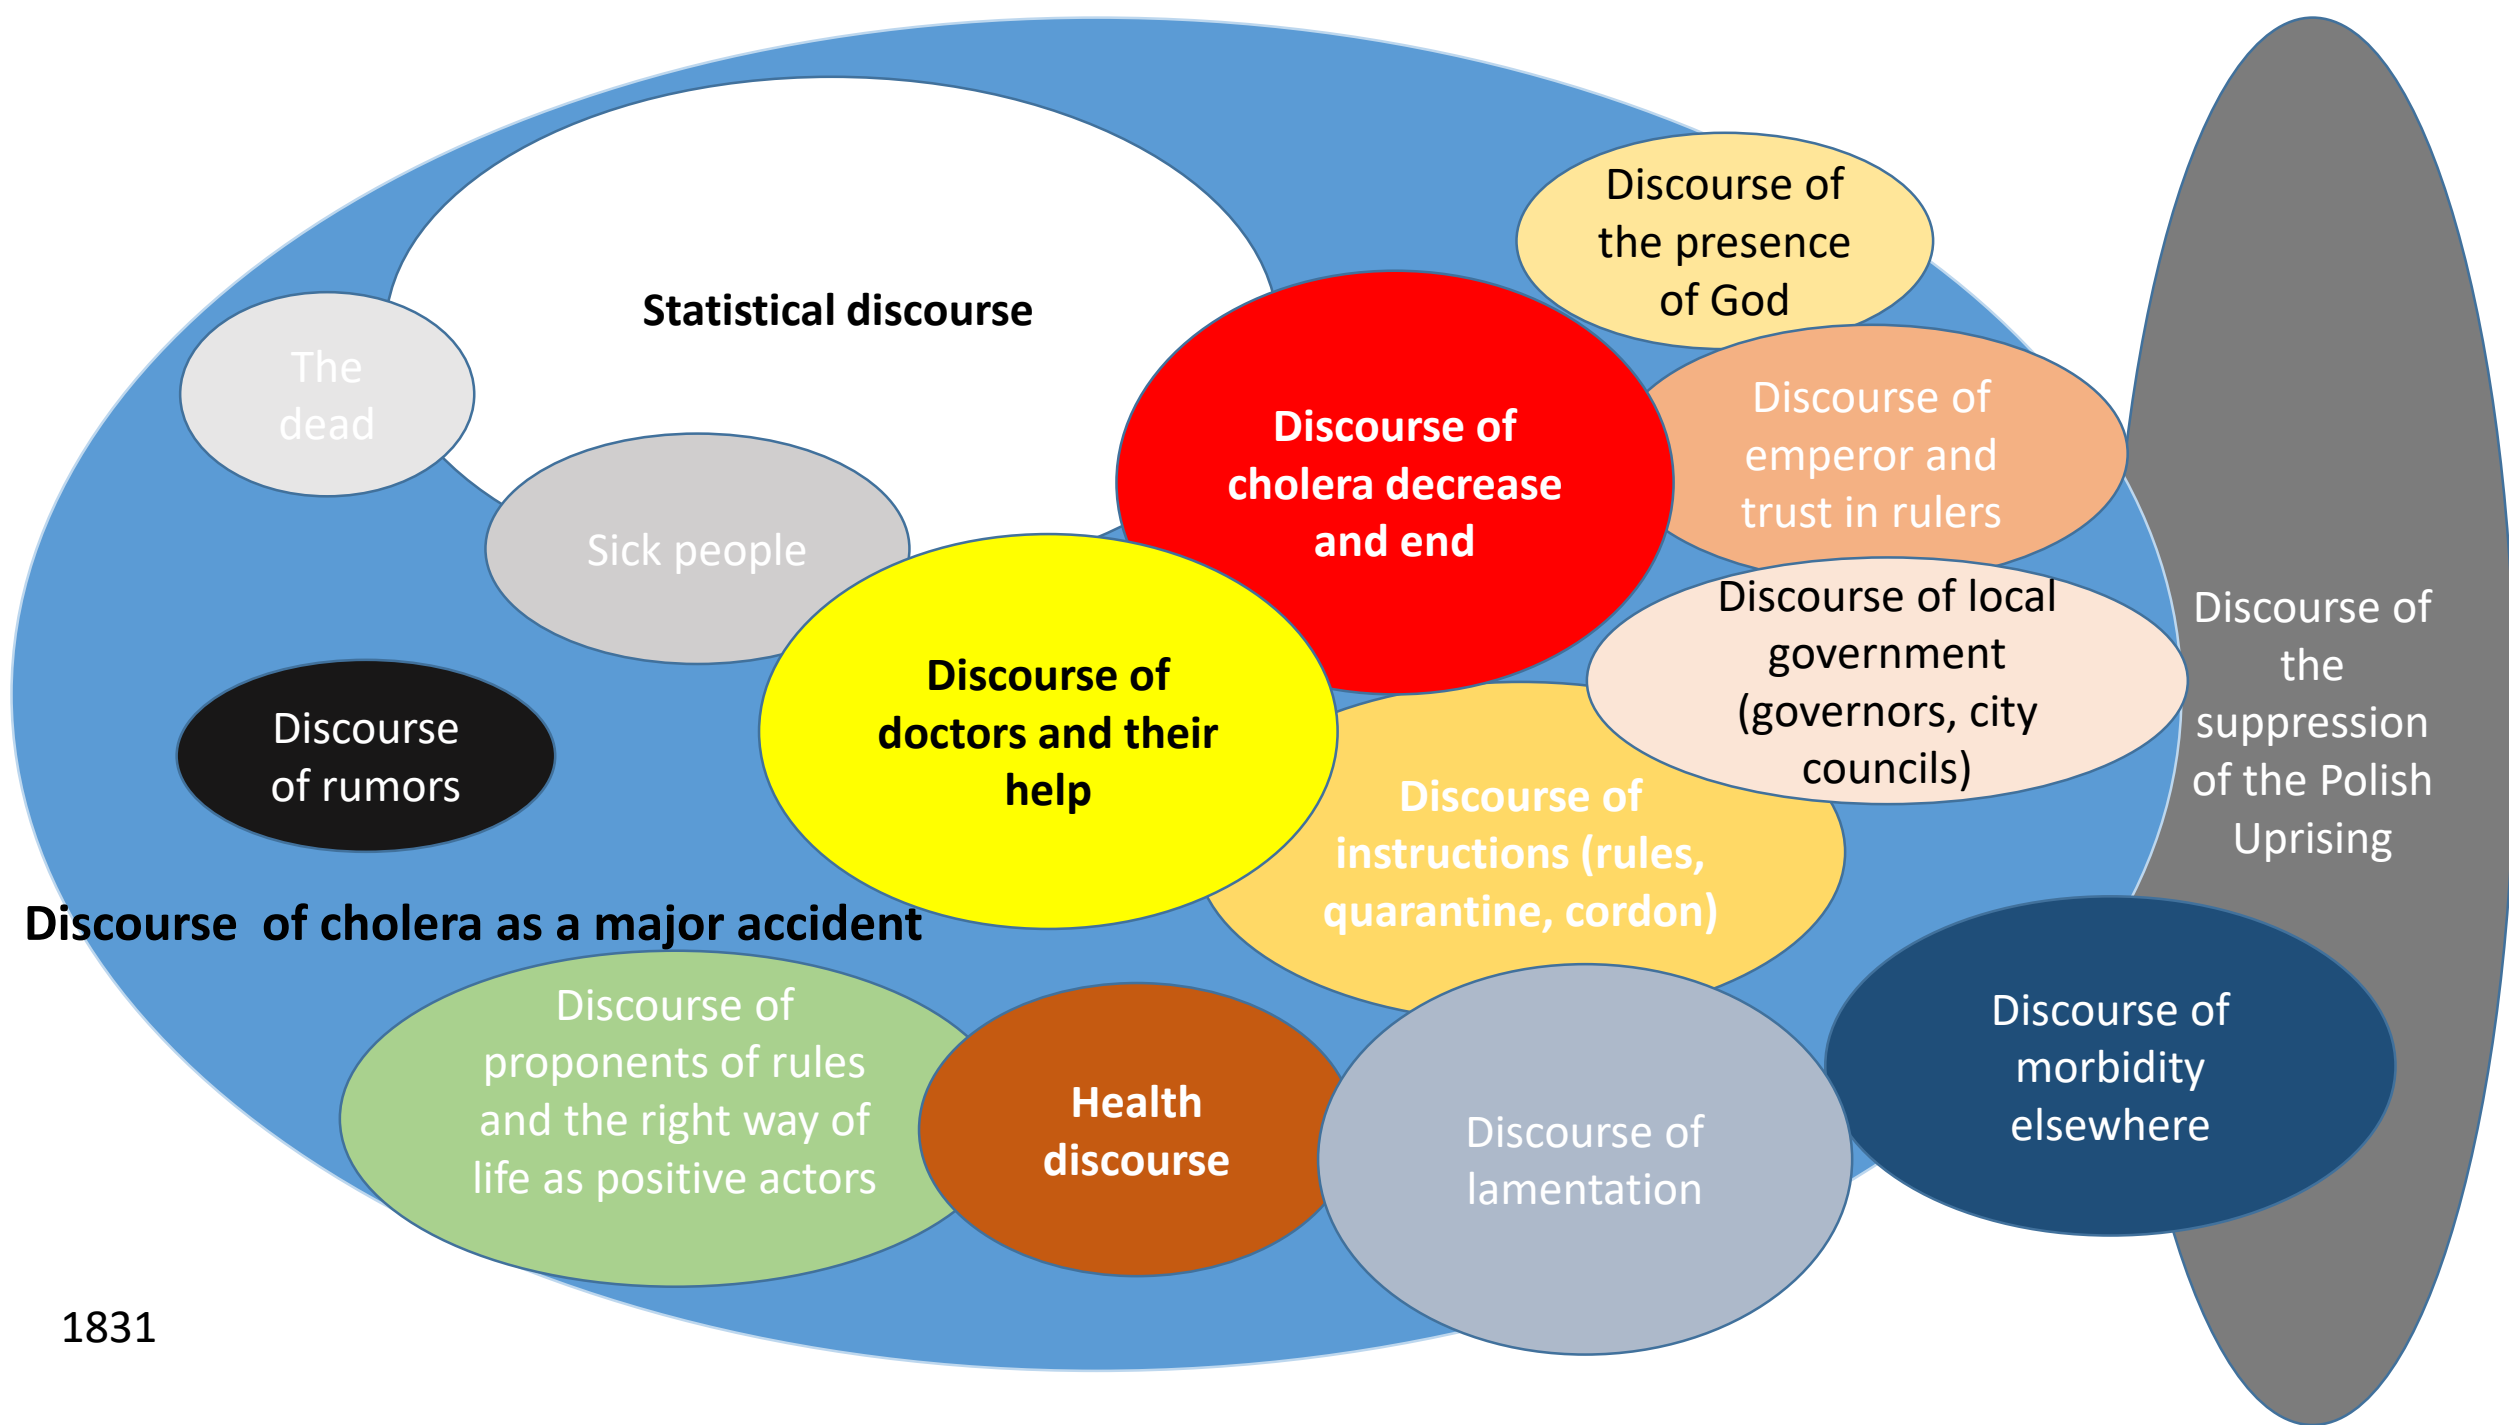 Statistical discourse
The
dead
Sick people
Discourse of
the presence
of God
Discourse of
cholera decrease
and end
Discourse of
emperor and
trust in rulers
Discourse of local
government
(governors, city
councils)
Discourse of
the
suppression
of the Polish
Uprising
Discourse
of rumors
Discourse of
doctors and their
help
Discourse of
instructions (rules,
quarantine, cordon)
Discourse  of cholera as a major accident
Discourse of
proponents of rules
and the right way of
life as positive actors
Health
discourse
Discourse of
lamentation
Discourse of
morbidity
elsewhere
1831